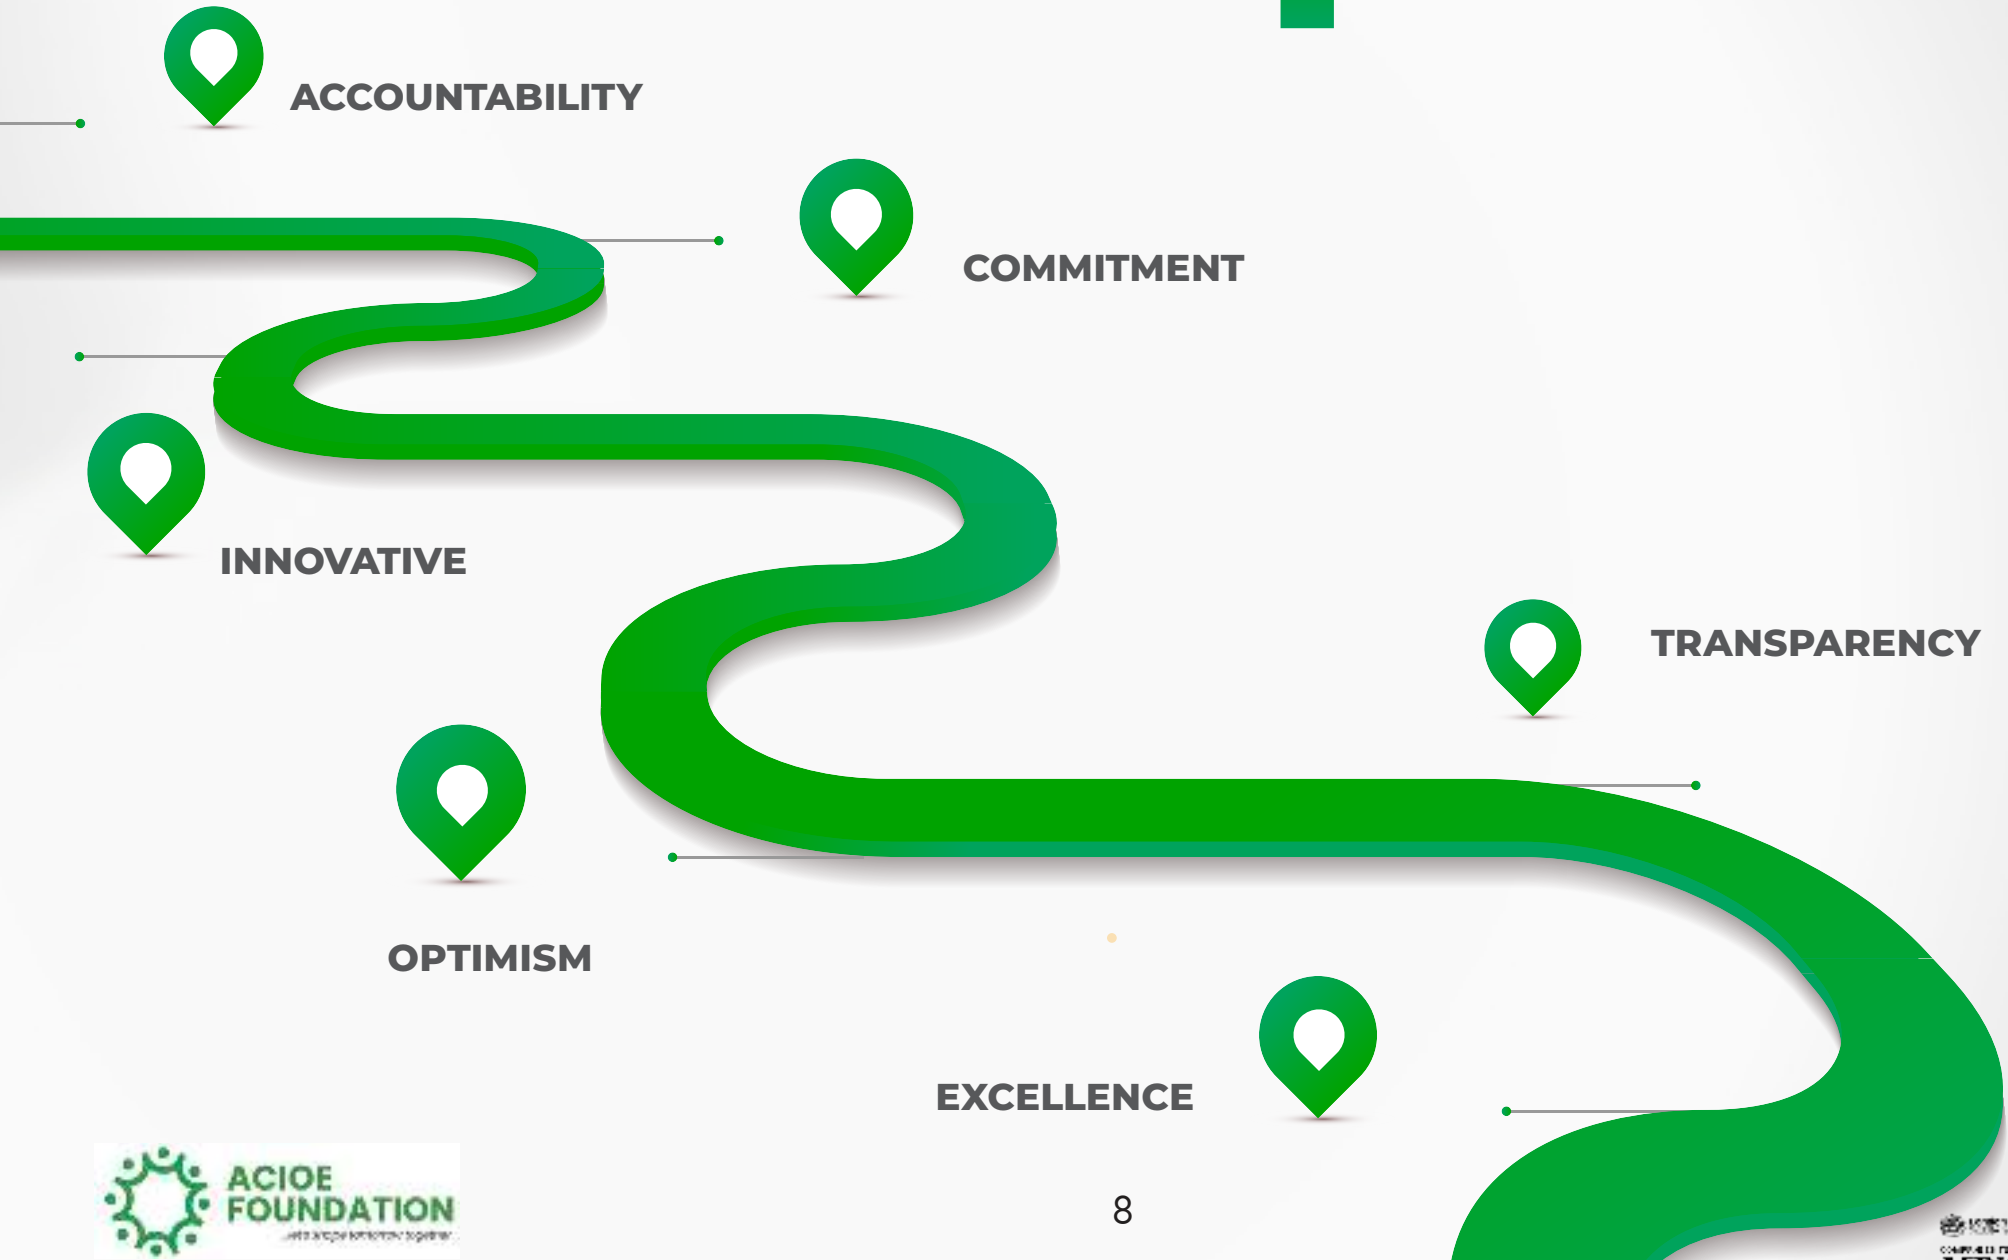 ACCOUNTABILITY
COMMITMENT
INNOVATIVE
TRANSPARENCY
OPTIMISM
EXCELLENCE
ACIOE
FOUNDATION
8